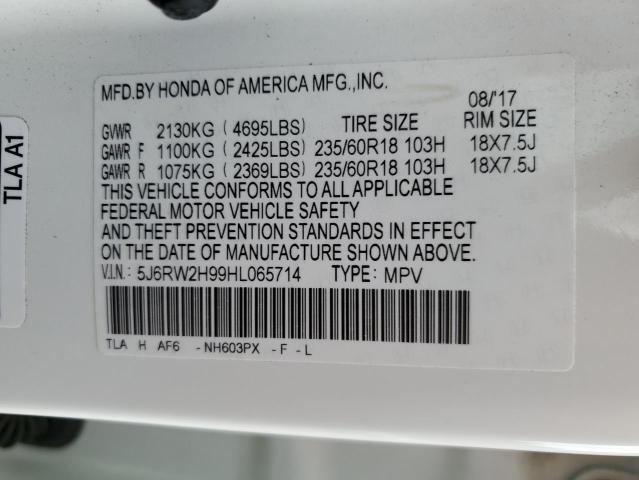 MFD.BY HONDA OF AMERICA MFG.,INC.
08/'17
GVWR 2130KG (4695LBS) TIRE SIZE RIM SIZE
GAWR F 1100KG (2425LBS) 235/60R18 103H 18X7.5J
GAWR R 1075KG (2369LBS) 235/60R18 103H 18X7.5J
THIS VEHICLE CONFORMS TO ALL APPLICABLE
FEDERAL MOTOR VEHICLE SAFETY
AND THEFT PREVENTION STANDARDS IN EFFECT
ON THE DATE OF MANUFACTURE SHOWN ABOVE.
V.I.N.: 5J6RW2H99HL065714 TYPE: MPV
TLA H AF6 -NH603PX -F -L
TLA A1